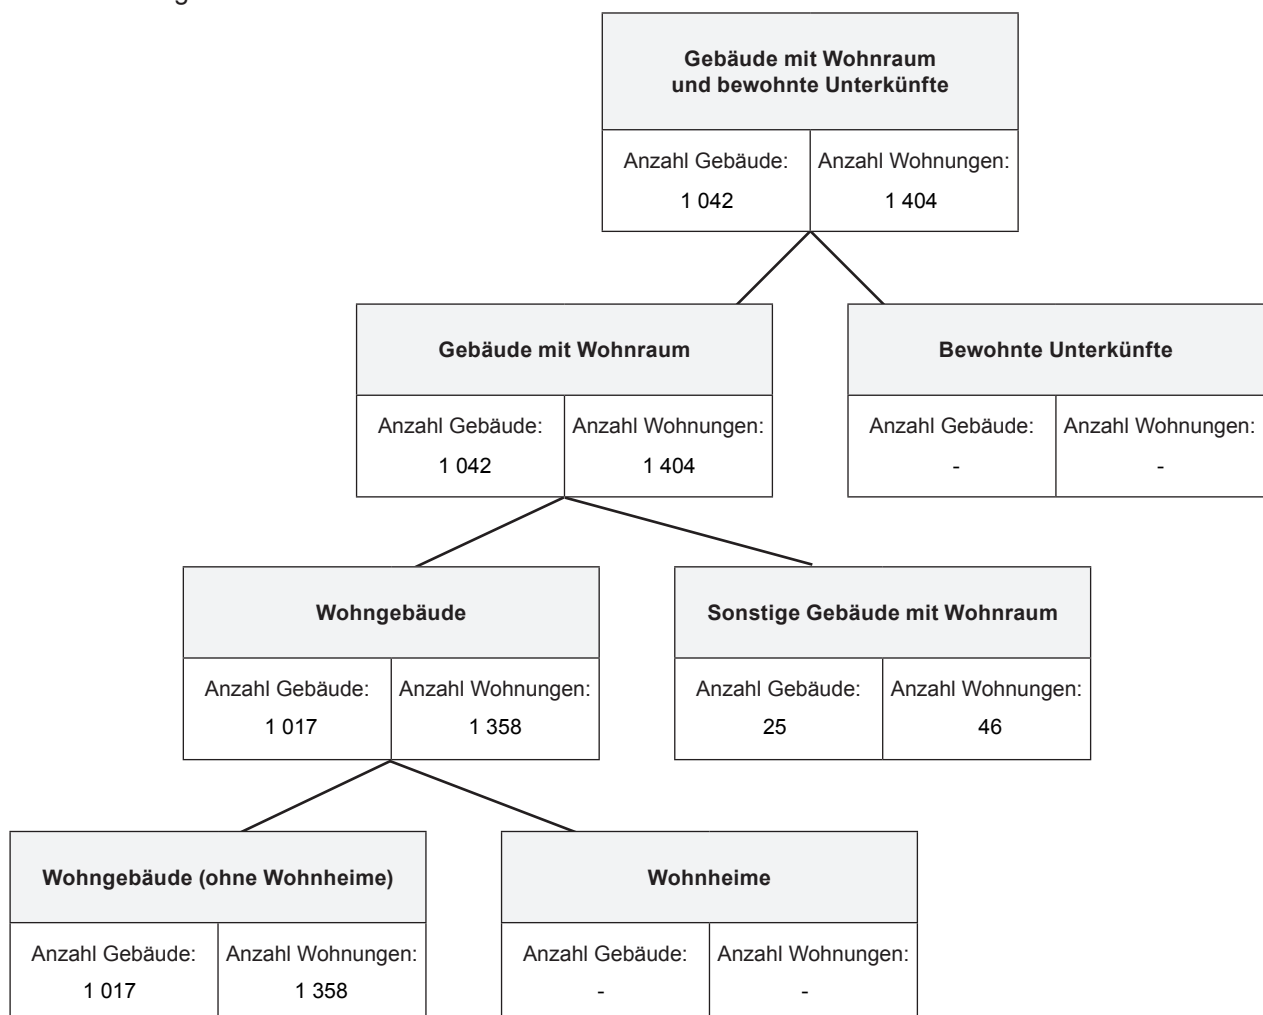 Gebäude mit Wohnraum
und bewohnte Unterkünfte
Anzahl Gebäude: Anzahl Wohnungen:
1 042 1 404
Gebäude mit Wohnraum
Anzahl Gebäude: Anzahl Wohnungen:
1 042 1 404
Bewohnte Unterkünfte
Anzahl Gebäude: Anzahl Wohnungen:
- -
Wohngebäude
Anzahl Gebäude: Anzahl Wohnungen:
1 017 1 358
Sonstige Gebäude mit Wohnraum
Anzahl Gebäude: Anzahl Wohnungen:
25 46
Wohngebäude (ohne Wohnheime)
Anzahl Gebäude: Anzahl Wohnungen:
1 017 1 358
Wohnheime
Anzahl Gebäude: Anzahl Wohnungen:
- -